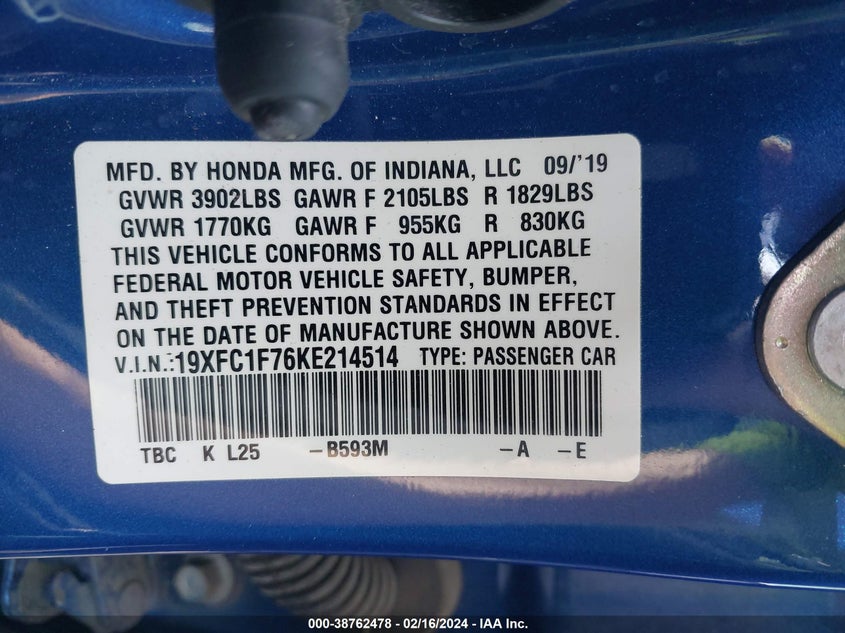 MFD. BY HONDA MFG. OF INDIANA, LLC 09/'19
GVWR 3902LBS GAWR F 2105LBS R 1829LBS
GVWR 1770KG GAWR F 955KG R 830KG
THIS VEHICLE CONFORMS TO ALL APPLICABLE
FEDERAL MOTOR VEHICLE SAFETY, BUMPER,
AND THEFT PREVENTION STANDARDS IN EFFECT
ON THE DATE OF MANUFACTURE SHOWN ABOVE.
V.I.N.:19XFC1F76KE214514 TYPE: PASSENGER CAR
TBC K L25 -B593M -A -E
000-38762478 - 02/16/2024 - IAA Inc.